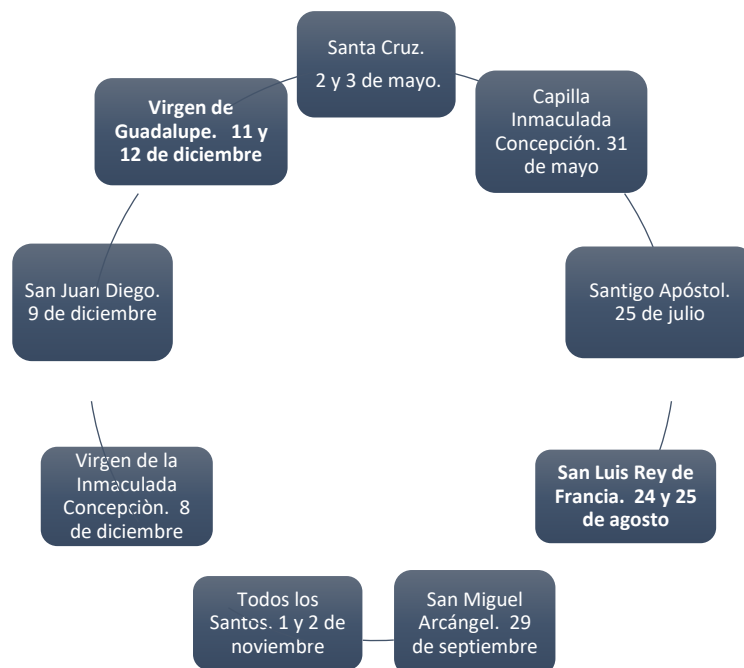 Santa Cruz.
2 y 3 de mayo.
Capilla
Inmaculada
Concepción. 31
de mayo
Santigo Apóstol.
25 de julio
San Luis Rey de
Francia. 24 y 25
de agosto
San Miguel
Arcángel. 29
de septiembre
Todos los
Santos. 1 y 2 de
noviembre
Virgen de la
Inmaculada
Concepciòn. 8
de diciembre
San Juan Diego.
9 de diciembre
Virgen de
Guadalupe. 11 y
12 de diciembre